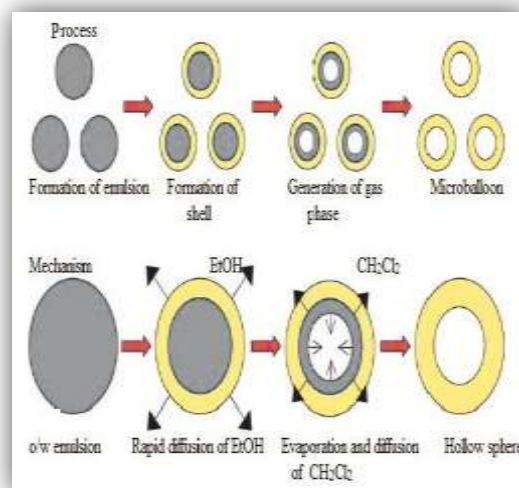 Process
Formation of emulsion Formation of Generation of gas Microballoon
shell phase
Mechanism EtOH CH₂Cl₂
o/w emulsion Rapid diffusion of EtOH Evaporation and diffusion Hollow sphere
of CH₂Cl₂